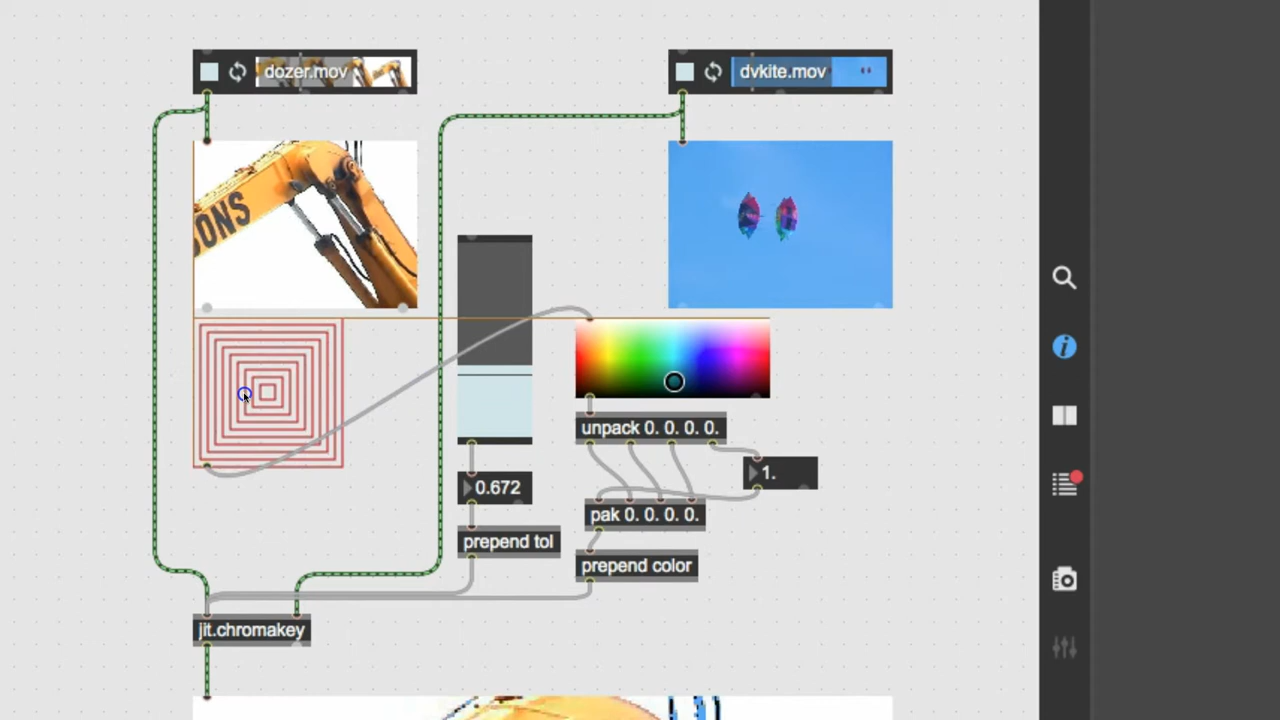 dozer.mov
dvkite.mov
ONS
unpack 0. 0. 0. 0.
1.
0.672
pak 0. 0. 0. 0.
prepend tol
prepend color
jit.chromakey